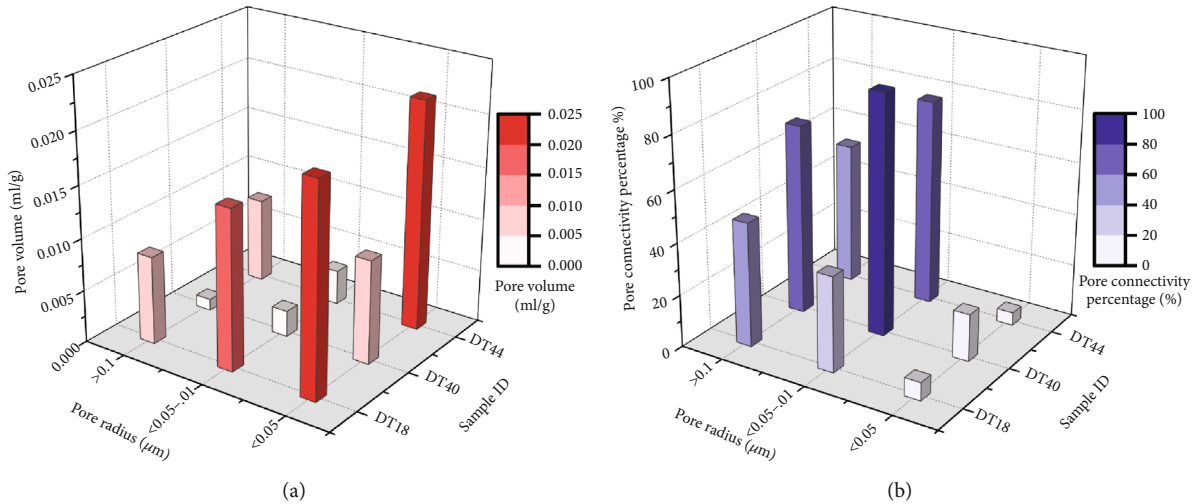 0.025
0.020
0.015
0.010
0.005
0.000
Pore volume (ml/g)
>0.1
<0.05–.01
<0.05
Pore radius (μm)
DT18
DT40
DT44
Sample ID
0.025
0.020
0.015
0.010
0.005
0.000
Pore volume
(ml/g)
(a)
100
80
60
40
20
0
Pore connectivity percentage %)
>0.1
<0.05–.01
<0.05
Pore radius (μm)
DT18
DT40
DT44
Sample ID
100
80
60
40
20
0
Pore connectivity
percentage (%)
(b)